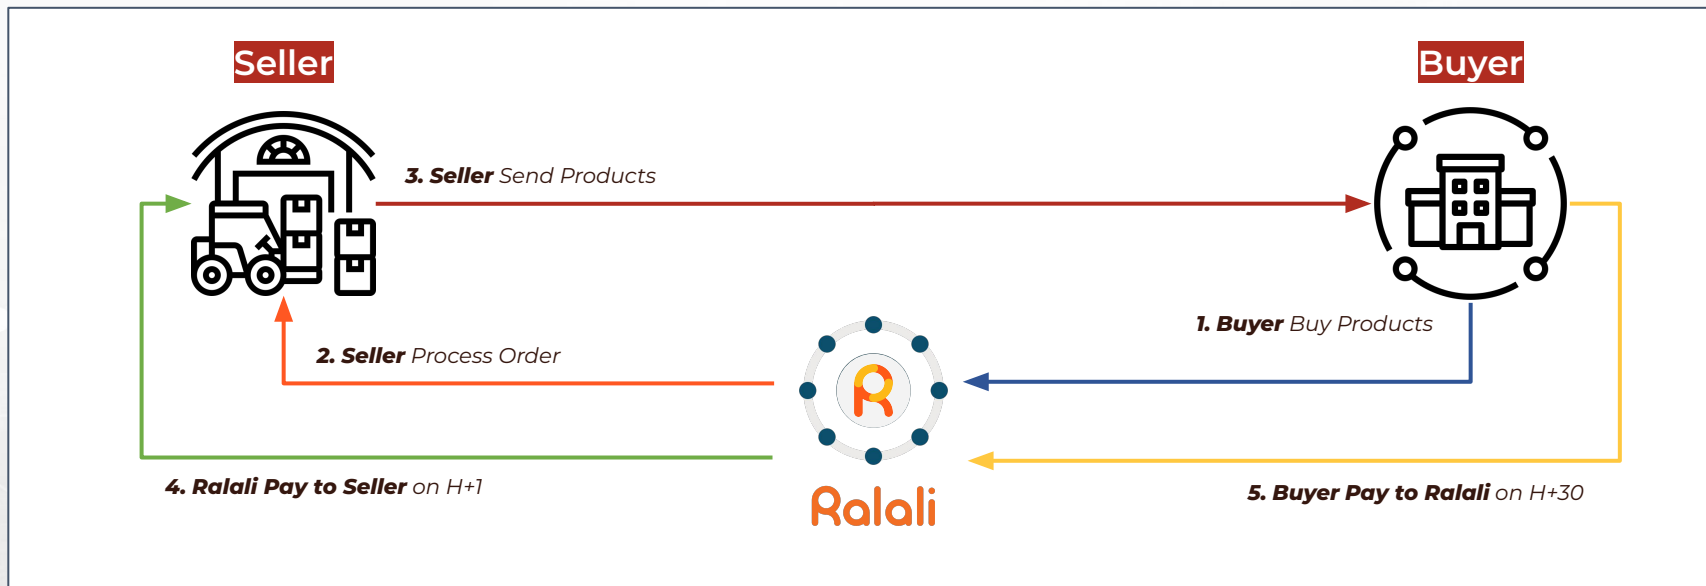 Seller
Buyer
3. Seller Send Products
1. Buyer Buy Products
2. Seller Process Order
4. Ralali Pay to Seller on H+1
5. Buyer Pay to Ralali on H+30
Ralali